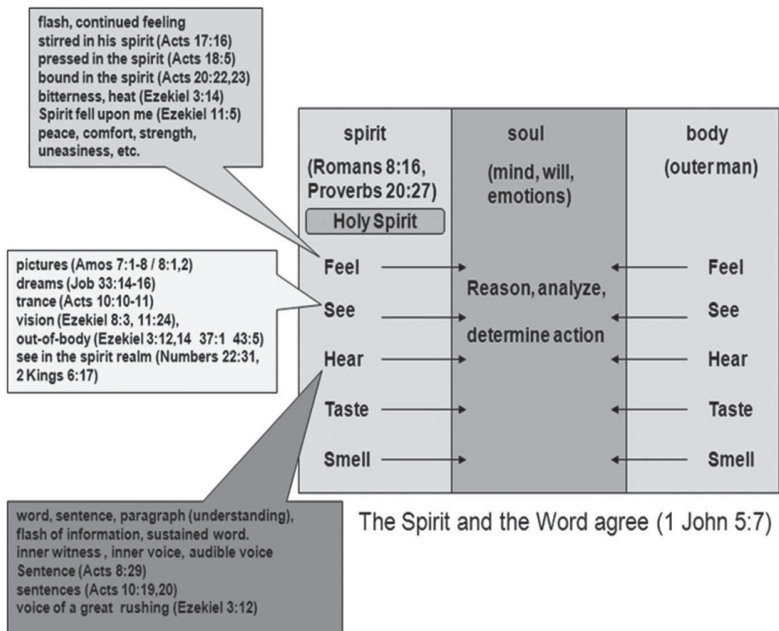 flash, continued feeling
stirred in his spirit (Acts 17:16)
pressed in the spirit (Acts 18:5)
bound in the spirit (Acts 20:22,23)
bitterness, heat (Ezekiel 3:14)
Spirit fell upon me (Ezekiel 11:5)
peace, comfort, strength,
uneasiness, etc.
pictures (Amos 7:1-8 / 8:1,2)
dreams (Job 33:14-16)
trance (Acts 10:10-11)
vision (Ezekiel 8:3, 11:24),
out-of-body (Ezekiel 3:12,14 37:1 43:5)
see in the spirit realm (Numbers 22:31,
2 Kings 6:17)
word, sentence, paragraph (understanding),
flash of information, sustained word.
inner witness , inner voice, audible voice
Sentence (Acts 8:29)
sentences (Acts 10:19,20)
voice of a great rushing (Ezekiel 3:12)
spirit
(Romans 8:16,
Proverbs 20:27)
Holy Spirit
Feel
See
Hear
Taste
Smell
soul
(mind, will,
emotions)
Reason, analyze,
determine action
body
(outerman)
Feel
See
Hear
Taste
Smell
The Spirit and the Word agree (1 John 5:7)